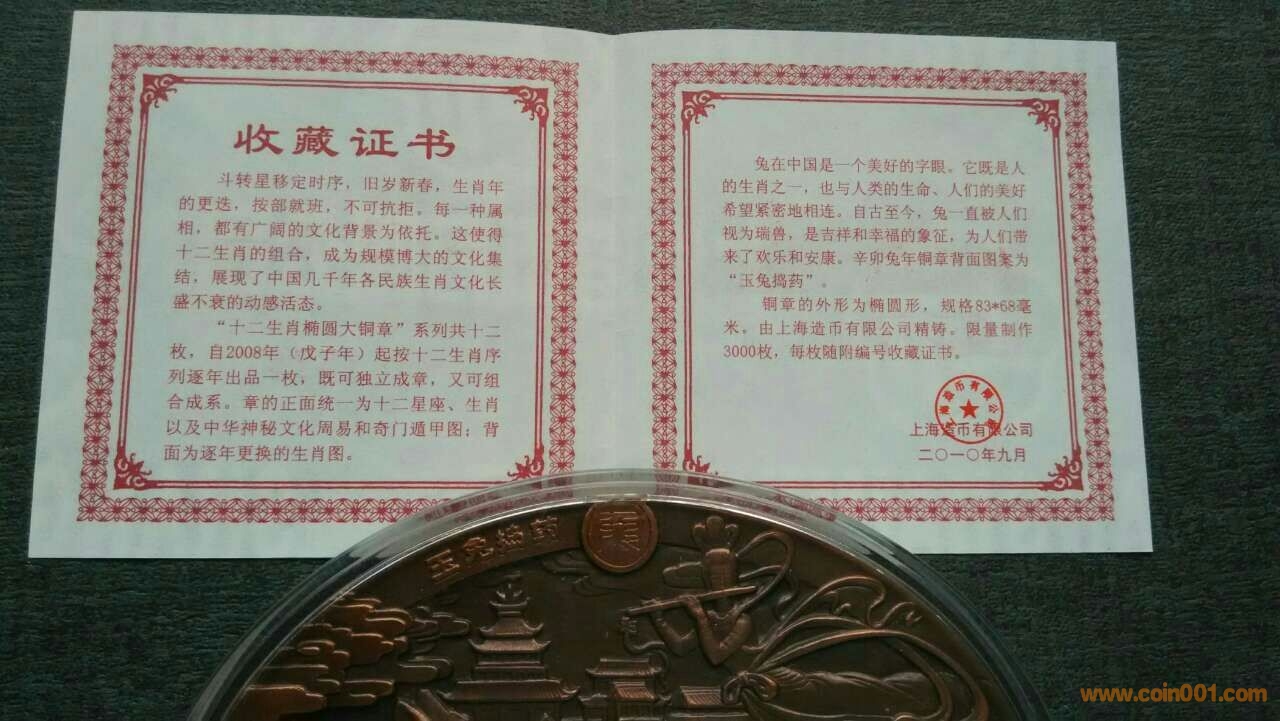 收藏证书
斗转星移定时序，旧岁新春，生肖年
的更迭，按部就班，不可抗拒。每一种属
相，都有广阔的文化背景为依托。这使得
十二生肖的组合，成为规模博大的文化集
结，展现了中国几千年各民族生肖文化长
盛不衰的动感活态。
“十二生肖椭圆大铜章”系列共十二
枚，自2008年（戊子年）起按十二生肖序
列逐年出品一枚，既可独立成章，又可组
合成系。章的正面统一为十二星座、生肖
以及中华神秘文化周易和奇门遁甲图；背
面为逐年更换的生肖图。
兔在中国是一个美好的字眼。它既是人
的生肖之一，也与人类的生命、人们的美好
希望紧密地相连。自古至今，兔一直被人们
视为瑞兽，是吉祥和幸福的象征，为人们带
来了欢乐和安康。辛卯兔年铜章背面图案为
“玉兔捣药”。
铜章的外形为椭圆形，规格83*68毫
米。由上海造币有限公司精铸。限量制作
3000枚，每枚随附编号收藏证书。
上海造币有限公司
上海造币有限公司
二〇一〇年九月
玉兔捣药
www.coin001.com